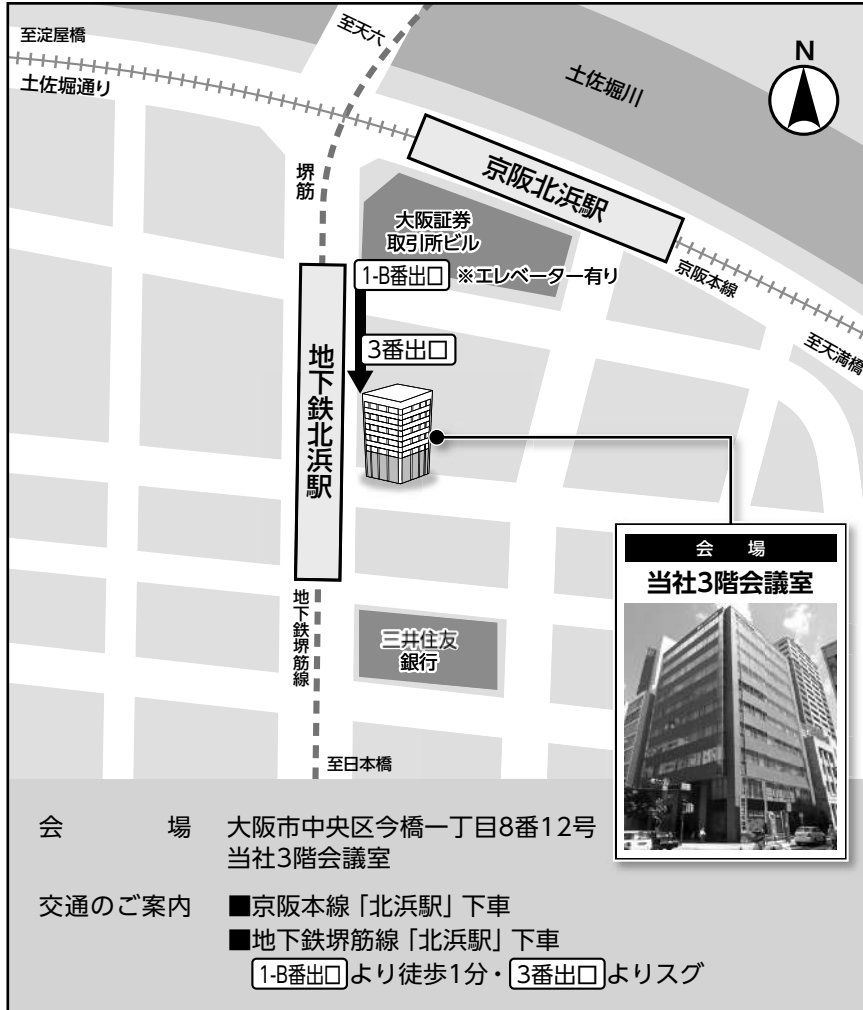 至淀屋橋
至天六
土佐堀通り
土佐堀川
N
堺筋
京阪北浜駅
大阪証券
取引所ビル
1-B番出口 ※エレベーター有り
京阪本線
至天満橋
3番出口
地下鉄北浜駅
会 場
当社3階会議室
地下鉄堺筋線
三井住友
銀行
至日本橋
会 場 大阪市中央区今橋一丁目8番12号
当社3階会議室
交通のご案内 ■京阪本線「北浜駅」下車
■地下鉄堺筋線「北浜駅」下車
1-B番出口より徒歩1分・3番出口よりスグ